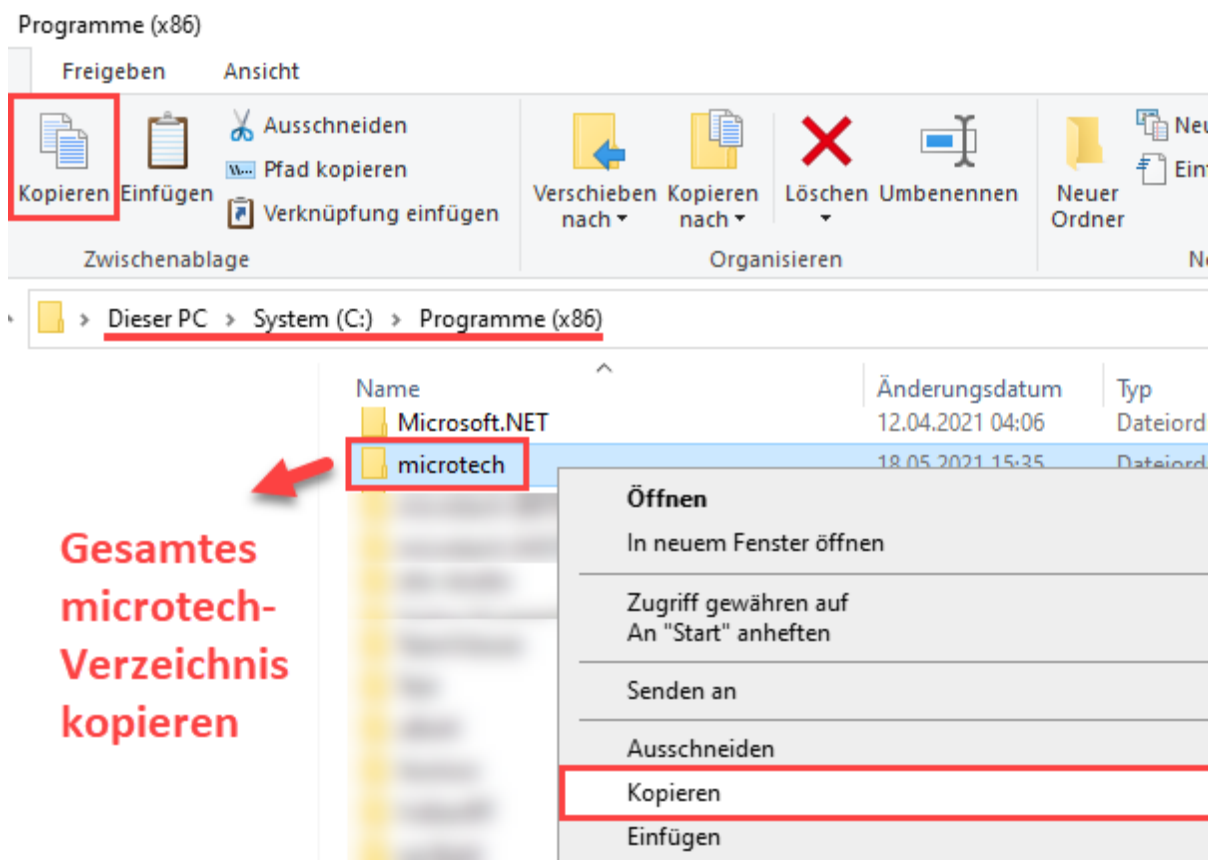 Programme (x86)
Freigeben Ansicht
Kopieren
Einfügen
Ausschneiden
Pfad kopieren
Verknüpfung einfügen
Zwischenablage
Verschieben
nach
Kopieren
nach
Löschen
Umbenennen
Organisieren
Neuer
Ordner
Dieser PC > System (C:) > Programme (x86)
Name Änderungsdatum Typ
Microsoft.NET 12.04.2021 04:06 Dateiord
microtech 18.05.2021 15:35 Dateiord
Gesamtes
microtech-
Verzeichnis
kopieren
Öffnen
In neuem Fenster öffnen
Zugriff gewähren auf
An "Start" anheften
Senden an
Ausschneiden
Kopieren
Einfügen